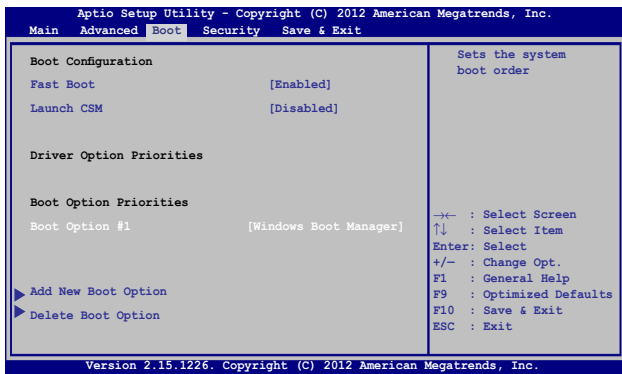 Aptio Setup Utility - Copyright (C) 2012 American Megatrends, Inc.
Main Advanced Boot Security Save & Exit
Boot Configuration
Fast Boot [Enabled]
Launch CSM [Disabled]
Driver Option Priorities
Boot Option Priorities
Boot Option #1 [Windows Boot Manager]
Add New Boot Option
Delete Boot Option
Sets the system
boot order
→← : Select Screen
↑↓ : Select Item
Enter: Select
+/— : Change Opt.
F1 : General Help
F9 : Optimized Defaults
F10 : Save & Exit
ESC : Exit
Version 2.15.1226. Copyright (C) 2012 American Megatrends, Inc.